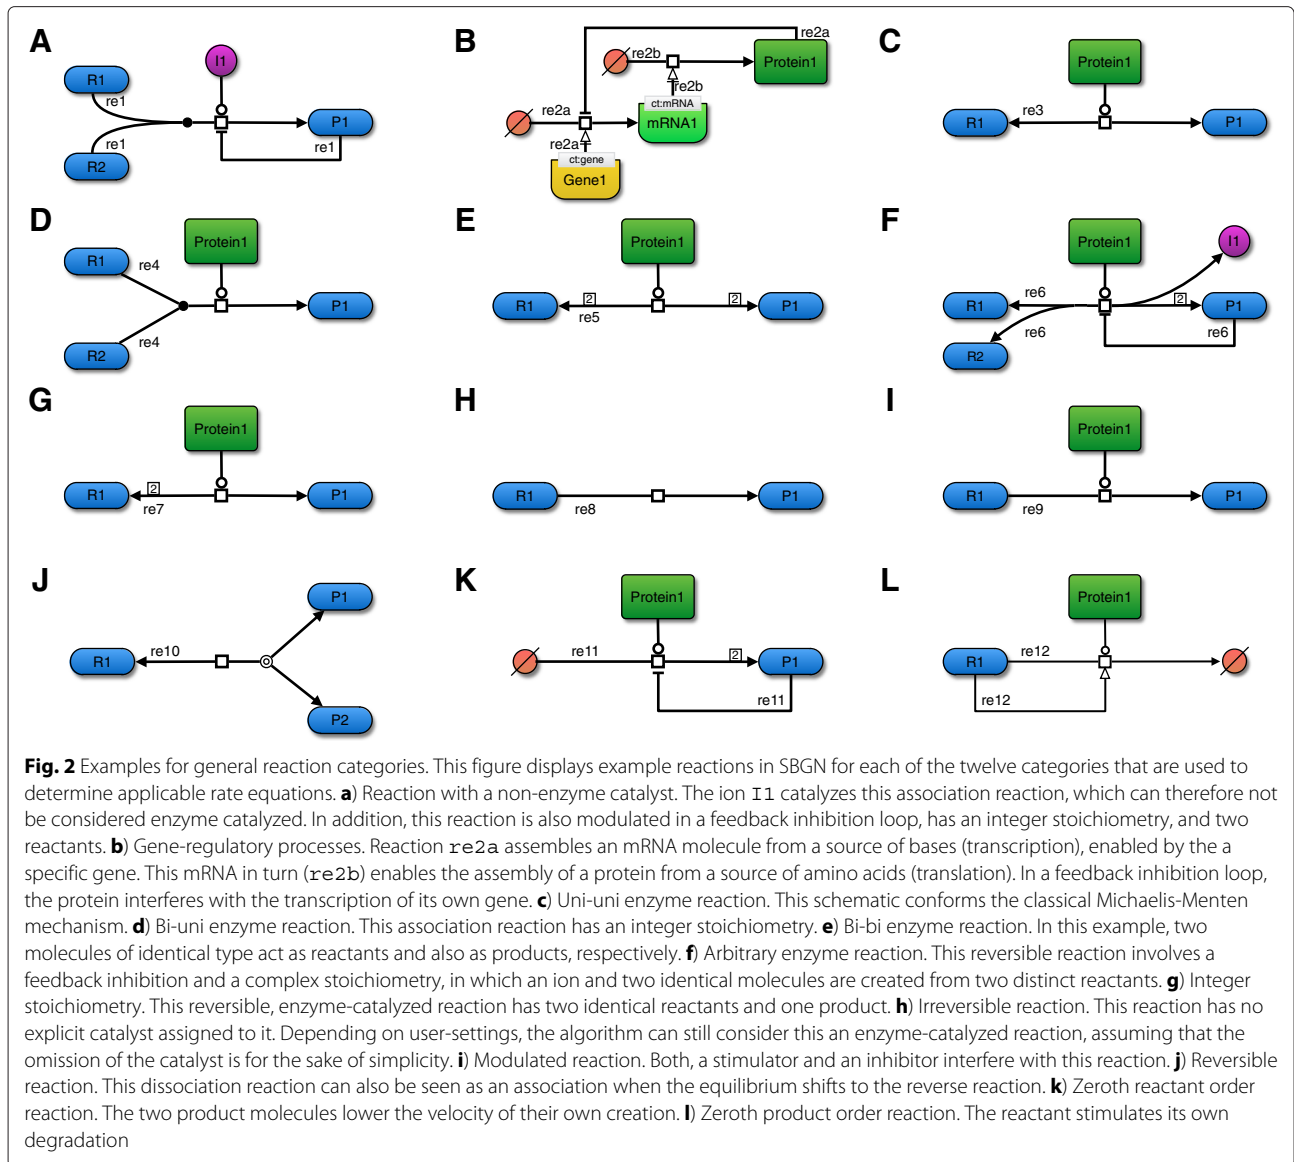 A
I1
R1
re1
P1
re1
re1
R2
B
re2a
re2b
Protein1
re2b
ct:mRNA
re2a
mRNA1
re2a
ct:gene
Gene1
C
Protein1
re3
R1
P1
D
Protein1
R1
re4
P1
re4
R2
E
Protein1
2
2
R1
P1
re5
F
Protein1
I1
re6
2
R1
P1
re6
re6
R2
G
Protein1
2
R1
P1
re7
H
R1
P1
re8
I
Protein1
R1
P1
re9
J
P1
re10
R1
P2
K
Protein1
re11
2
P1
re11
L
Protein1
re12
R1
re12
Fig. 2 Examples for general reaction categories. This figure displays example reactions in SBGN for each of the twelve categories that are used to
determine applicable rate equations. a) Reaction with a non-enzyme catalyst. The ion I1 catalyzes this association reaction, which can therefore not
be considered enzyme catalyzed. In addition, this reaction is also modulated in a feedback inhibition loop, has an integer stoichiometry, and two
reactants. b) Gene-regulatory processes. Reaction re2a assembles an mRNA molecule from a source of bases (transcription), enabled by the a
specific gene. This mRNA in turn (re2b) enables the assembly of a protein from a source of amino acids (translation). In a feedback inhibition loop,
the protein interferes with the transcription of its own gene. c) Uni-uni enzyme reaction. This schematic conforms the classical Michaelis-Menten
mechanism. d) Bi-uni enzyme reaction. This association reaction has an integer stoichiometry. e) Bi-bi enzyme reaction. In this example, two
molecules of identical type act as reactants and also as products, respectively. f) Arbitrary enzyme reaction. This reversible reaction involves a
feedback inhibition and a complex stoichiometry, in which an ion and two identical molecules are created from two distinct reactants. g) Integer
stoichiometry. This reversible, enzyme-catalyzed reaction has two identical reactants and one product. h) Irreversible reaction. This reaction has no
explicit catalyst assigned to it. Depending on user-settings, the algorithm can still consider this an enzyme-catalyzed reaction, assuming that the
omission of the catalyst is for the sake of simplicity. i) Modulated reaction. Both, a stimulator and an inhibitor interfere with this reaction. j) Reversible
reaction. This dissociation reaction can also be seen as an association when the equilibrium shifts to the reverse reaction. k) Zeroth reactant order
reaction. The two product molecules lower the velocity of their own creation. l) Zeroth product order reaction. The reactant stimulates its own
degradation